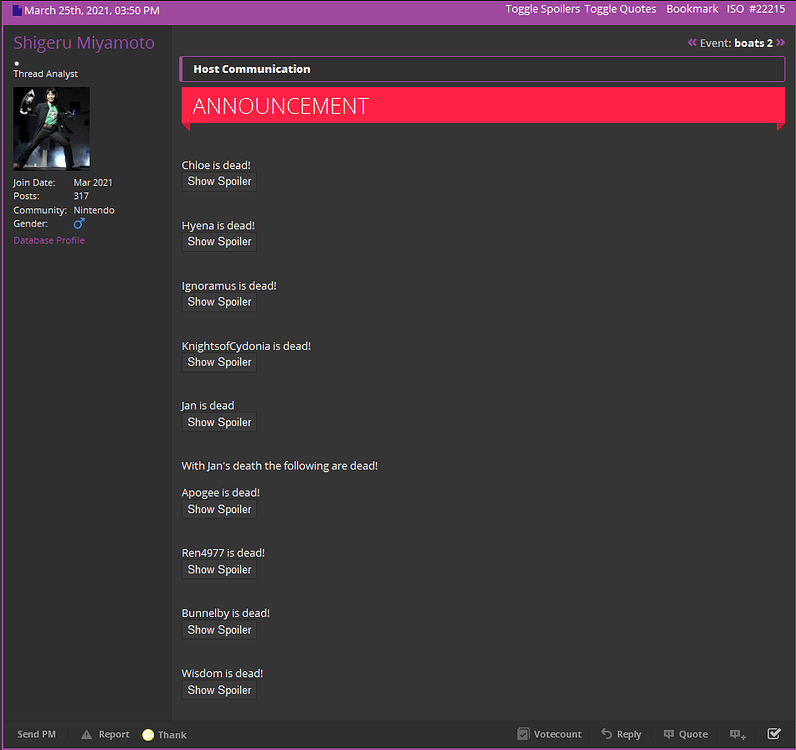 March 25th, 2021, 03:50 PM
Toggle Spoilers Toggle Quotes Bookmark ISO #22215
Shigeru Miyamoto
Thread Analyst
Join Date: Mar 2021
Posts: 317
Community: Nintendo
Gender:
Database Profile
« Event: boats 2 »
Host Communication
ANNOUNCEMENT
Chloe is dead!
Show Spoiler
Hyena is dead!
Show Spoiler
Ignoramus is dead!
Show Spoiler
KnightsofCydonia is dead!
Show Spoiler
Jan is dead
Show Spoiler
With Jan's death the following are dead!
Apogee is dead!
Show Spoiler
Ren4977 is dead!
Show Spoiler
Bunnelby is dead!
Show Spoiler
Wisdom is dead!
Show Spoiler
Send PM Report Thank Votecount Reply Quote